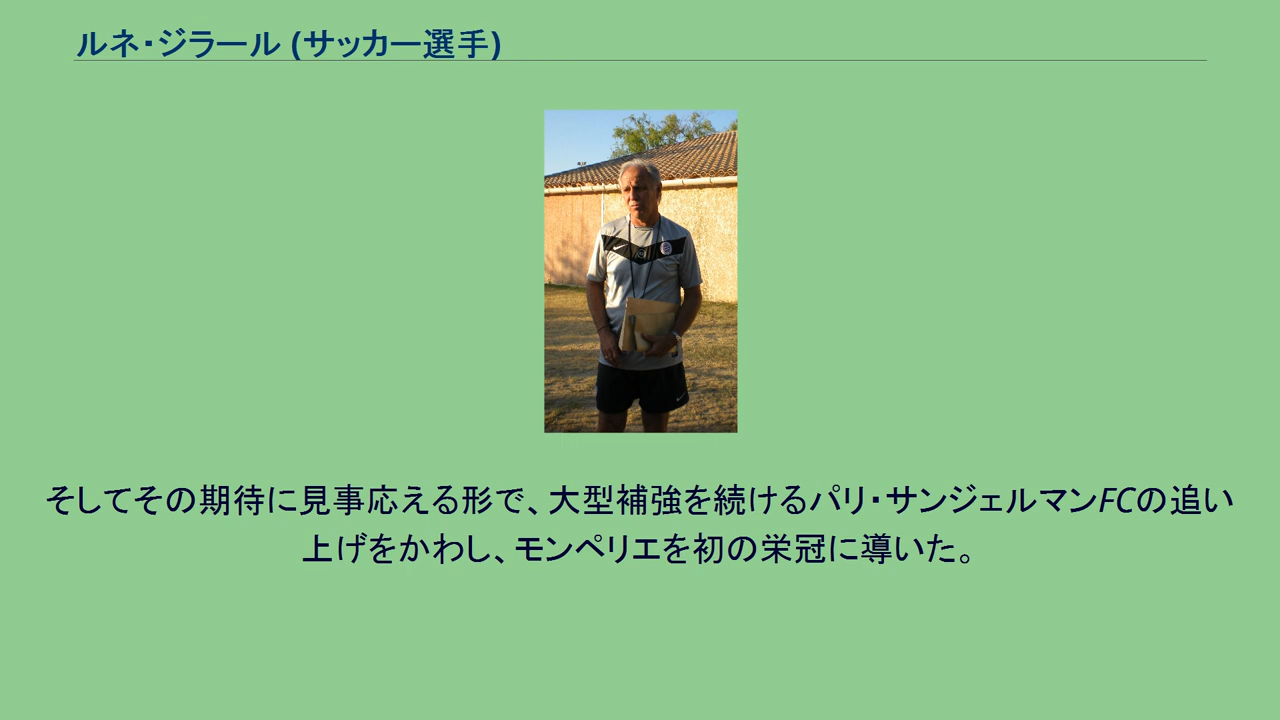 ルネ・ジラール (サッカー選手)
そしてその期待に見事応える形で、大型補強を続けるパリ・サンジェルマンFCの追い
上げをかわし、モンペリエを初の栄冠に導いた。